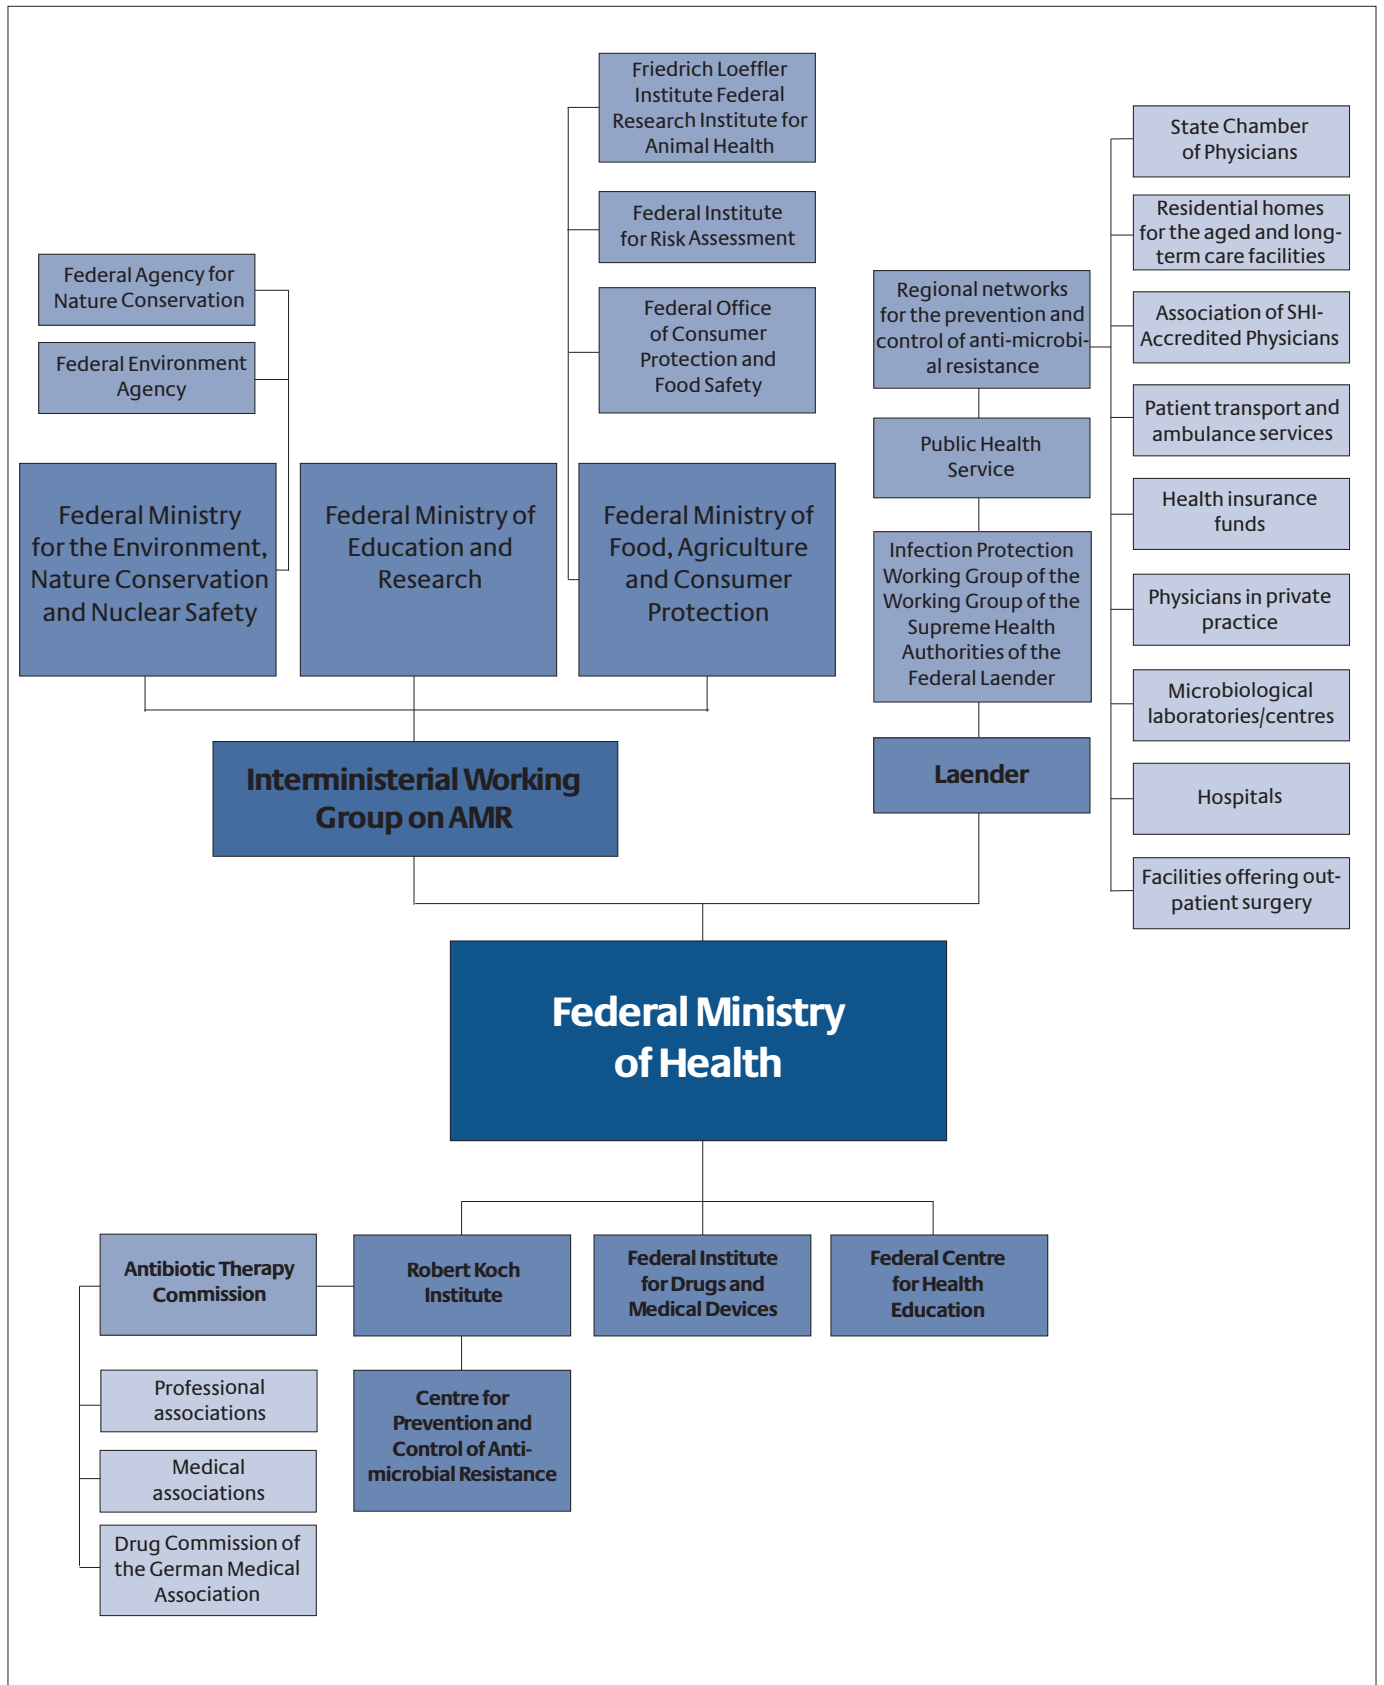 Friedrich Loeffler
Institute Federal
Research Institute for
Animal Health
Federal Institute
for Risk Assessment
Federal Office
of Consumer
Protection and
Food Safety
Federal Agency for
Nature Conservation
Federal Environment
Agency
Federal Ministry
for the Environment,
Nature Conservation
and Nuclear Safety
Federal Ministry of
Education and
Research
Federal Ministry of
Food, Agriculture
and Consumer
Protection
Interministerial Working
Group on AMR
Regional networks
for the prevention and
control of anti-microbi-
al resistance
Public Health
Service
Infection Protection
Working Group of the
Working Group of the
Supreme Health
Authorities of the
Federal Laender
Laender
State Chamber
of Physicians
Residential homes
for the aged and long-
term care facilities
Association of SHI-
Accredited Physicians
Patient transport and
ambulance services
Health insurance
funds
Physicians in private
practice
Microbiological
laboratories/centres
Hospitals
Facilities offering out-
patient surgery
Federal Ministry
of Health
Antibiotic Therapy
Commission
Robert Koch
Institute
Federal Institute
for Drugs and
Medical Devices
Federal Centre
for Health
Education
Professional
associations
Medical
associations
Drug Commission of
the German Medical
Association
Centre for
Prevention and
Control of Anti-
microbial Resistance